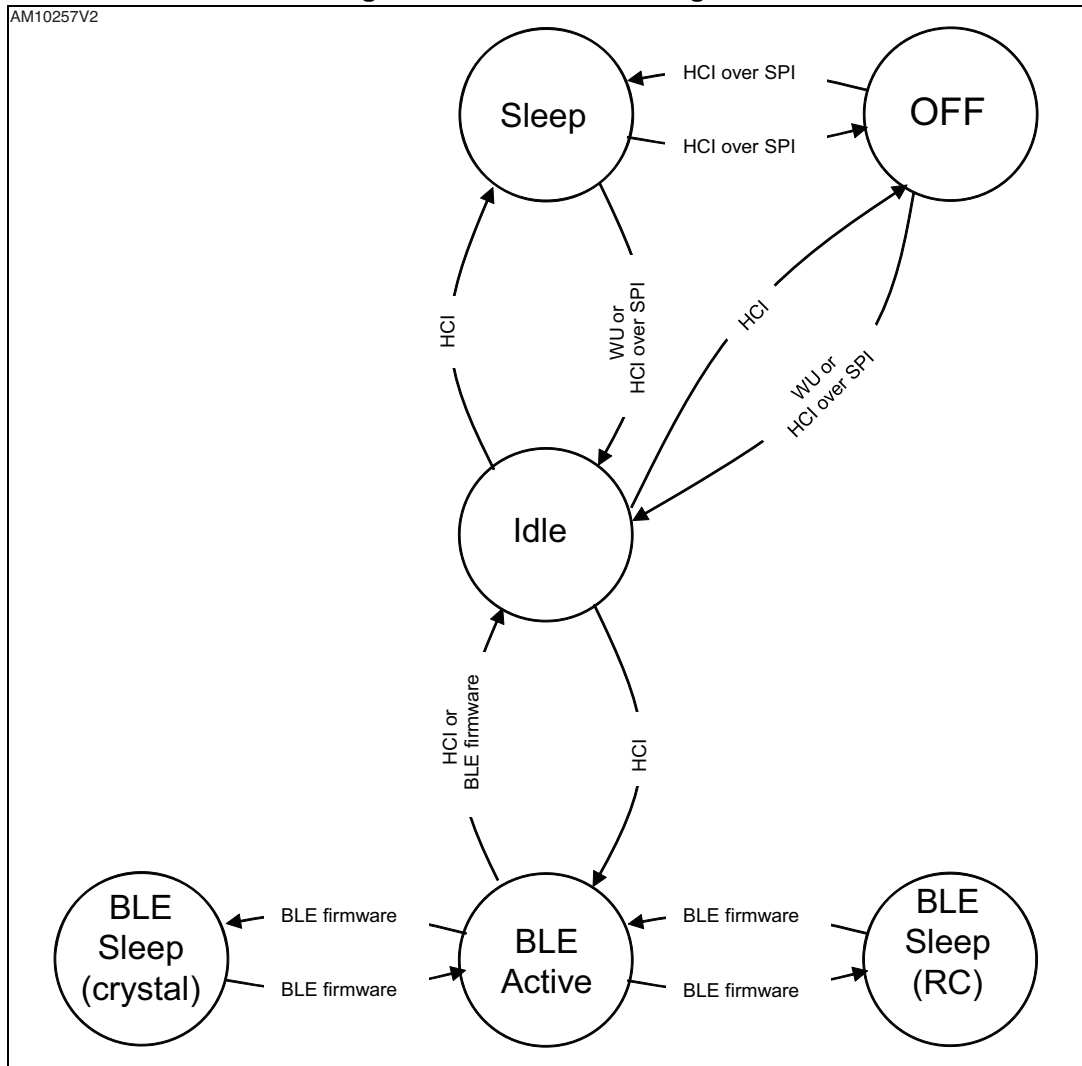 AM10257V2
HCI over SPI
Sleep
OFF
HCI over SPI
HCI
WU or
HCI over SPI
HCI
WU or
HCI over SPI
Idle
HCI or
BLE firmware
HCI
BLE
Sleep
(crystal)
BLE firmware
BLE firmware
BLE
Active
BLE firmware
BLE firmware
BLE
Sleep
(RC)